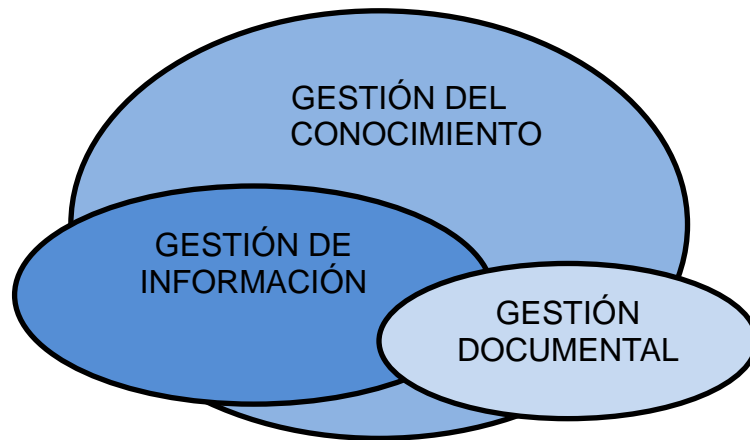 GESTIÓN DEL
CONOCIMIENTO
GESTIÓN DE
INFORMACIÓN
GESTIÓN
DOCUMENTAL